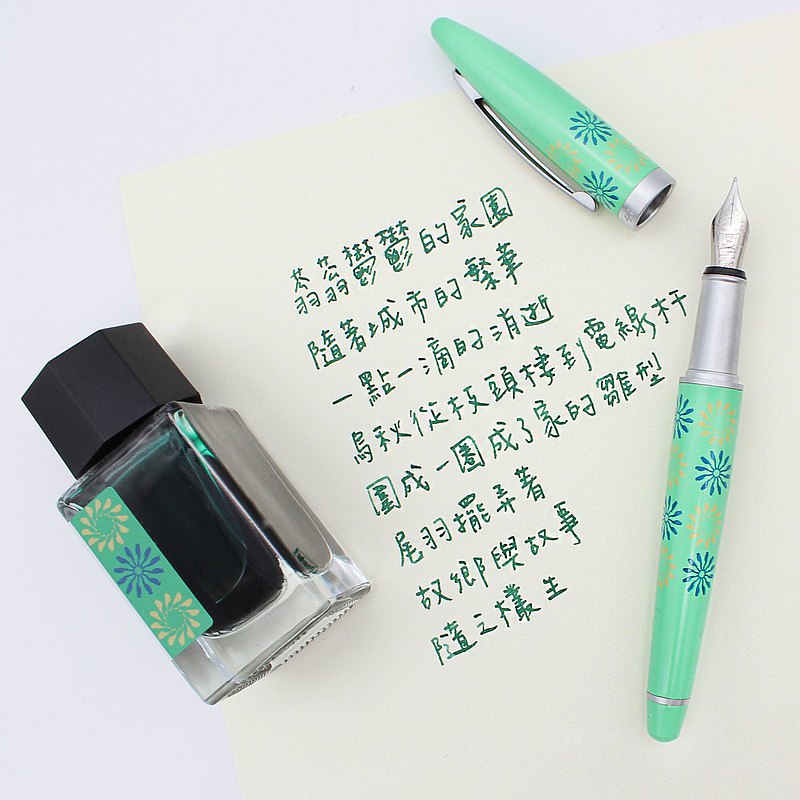 蓊蓊鬱鬱的家園
隨著城市的繁華
一點一滴的消逝
烏秋從枝頭棲到電線杆
圍成一圈成了家的雛型
尾羽擺弄著
故鄉與故事
隨之欉生